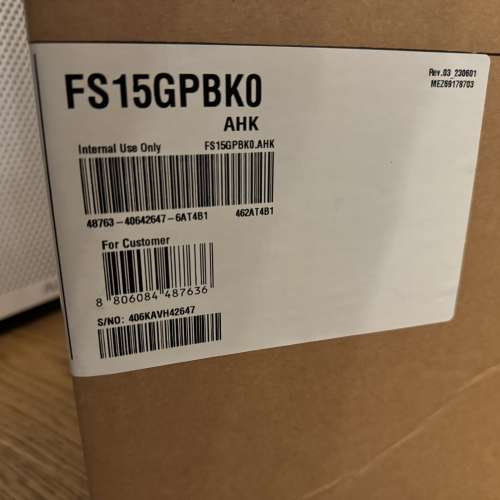 Rev.03_230601
MEZ69178703
FS15GPBK0
AHK
Internal Use Only FS15GPBK0.AHK
48763-40642647-6AT4B1 462AT4B1
For Customer
8 806084 487636
S/NO: 406KAVH42647